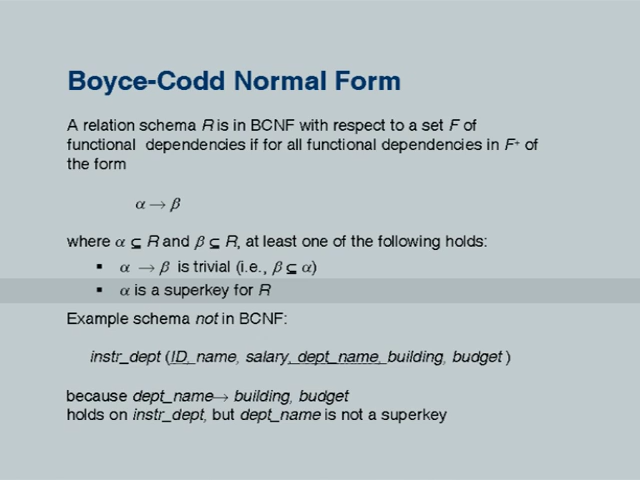 Boyce-Codd Normal Form
A relation schema R is in BCNF with respect to a set F of
functional dependencies if for all functional dependencies in F+ of
the form
α → β
where α ⊆ R and β ⊆ R, at least one of the following holds:
▪ α → β is trivial (i.e., β ⊆ α)
▪ α is a superkey for R
Example schema not in BCNF:
instr_dept (ID, name, salary, dept_name, building, budget )
because dept_name→ building, budget
holds on instr_dept, but dept_name is not a superkey